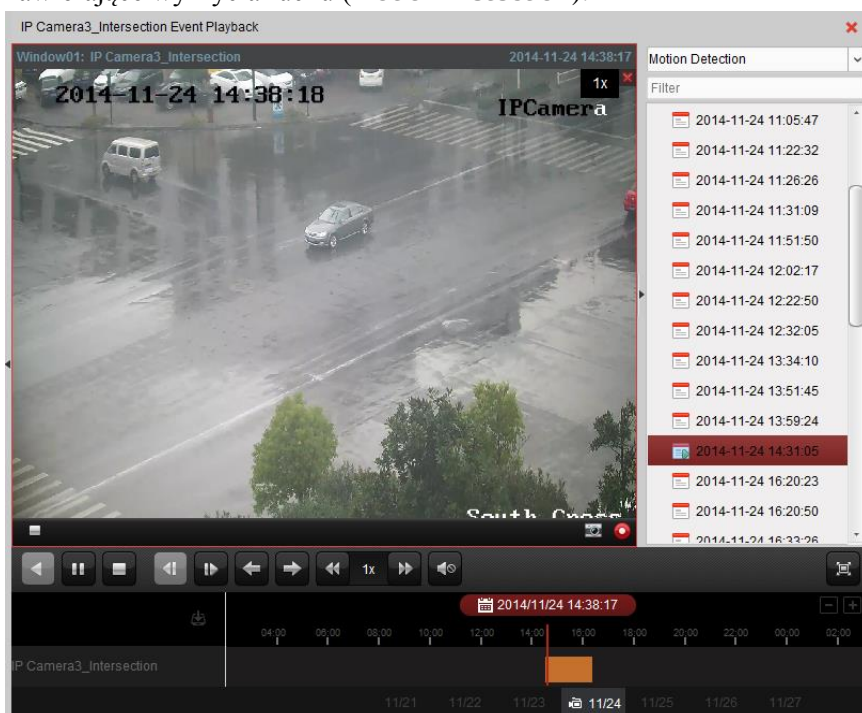 IP Camera3_Intersection Event Playback
Window01: IP Camera3_Intersection 2014-11-24 14:38:17
2014-11-24 14:38:18
1x
IPCamera
South Cross
Motion Detection
Filter
2014-11-24 11:05:47
2014-11-24 11:22:32
2014-11-24 11:26:26
2014-11-24 11:31:09
2014-11-24 11:51:50
2014-11-24 12:02:17
2014-11-24 12:22:50
2014-11-24 12:32:05
2014-11-24 13:34:10
2014-11-24 13:51:45
2014-11-24 13:59:24
2014-11-24 14:31:05
2014-11-24 16:20:23
2014-11-24 16:20:50
2014-11-24 16:33:26
1x
2014/11/24 14:38:17
04:00 06:00 08:00 10:00 12:00 14:00 16:00 18:00 20:00 22:00 00:00 02:00
IP Camera3_Intersection
11/21 11/22 11/23 11/24 11/25 11/26 11/27